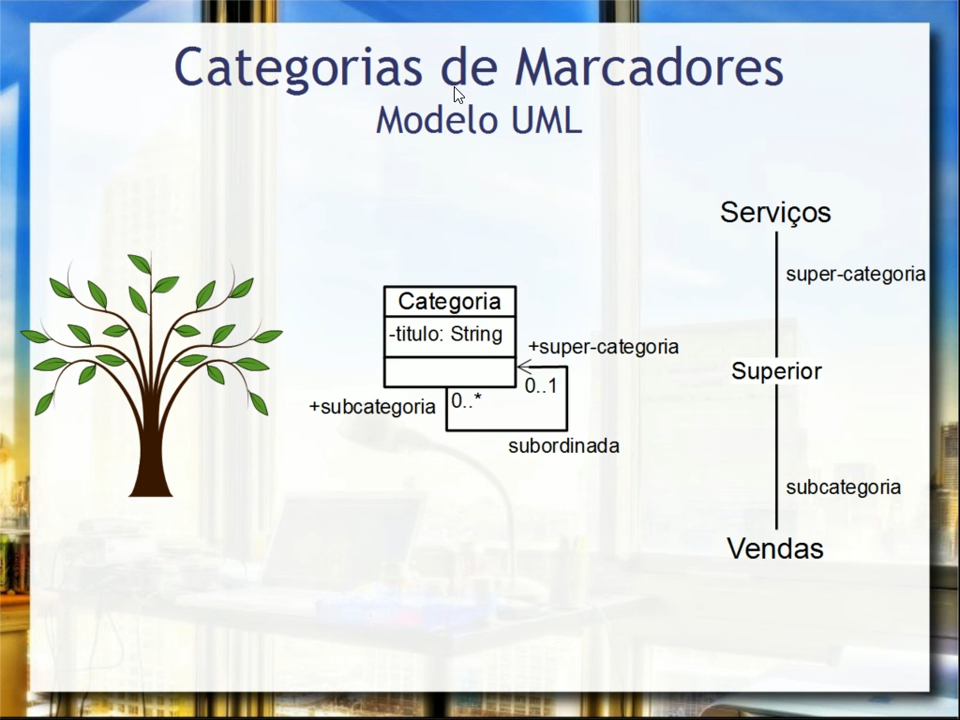 Categorias de Marcadores
Modelo UML
Serviços
super-categoria
Categoria
-titulo: String
+super-categoria
Superior
0..1
0..*
+subcategoria
subordinada
subcategoria
Vendas